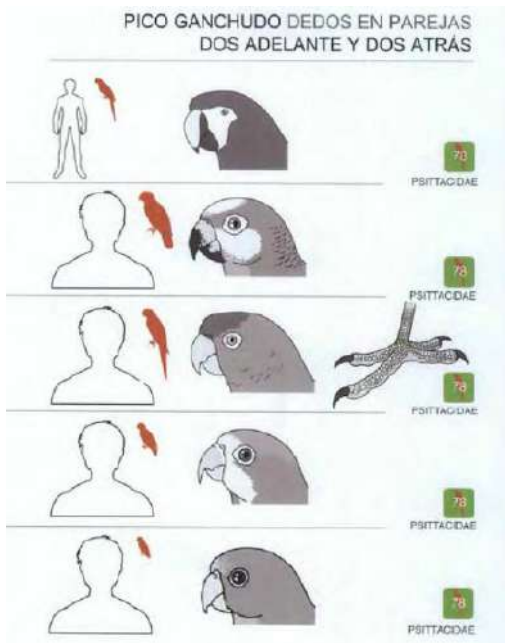 PICO GANCHUDO DEDOS EN PAREJAS
DOS ADELANTE Y DOS ATRÁS
78
PSITTACIDAE
78
PSITTACIDAE
78
PSITTACIDAE
78
PSITTACIDAE
78
PSITTACIDAE